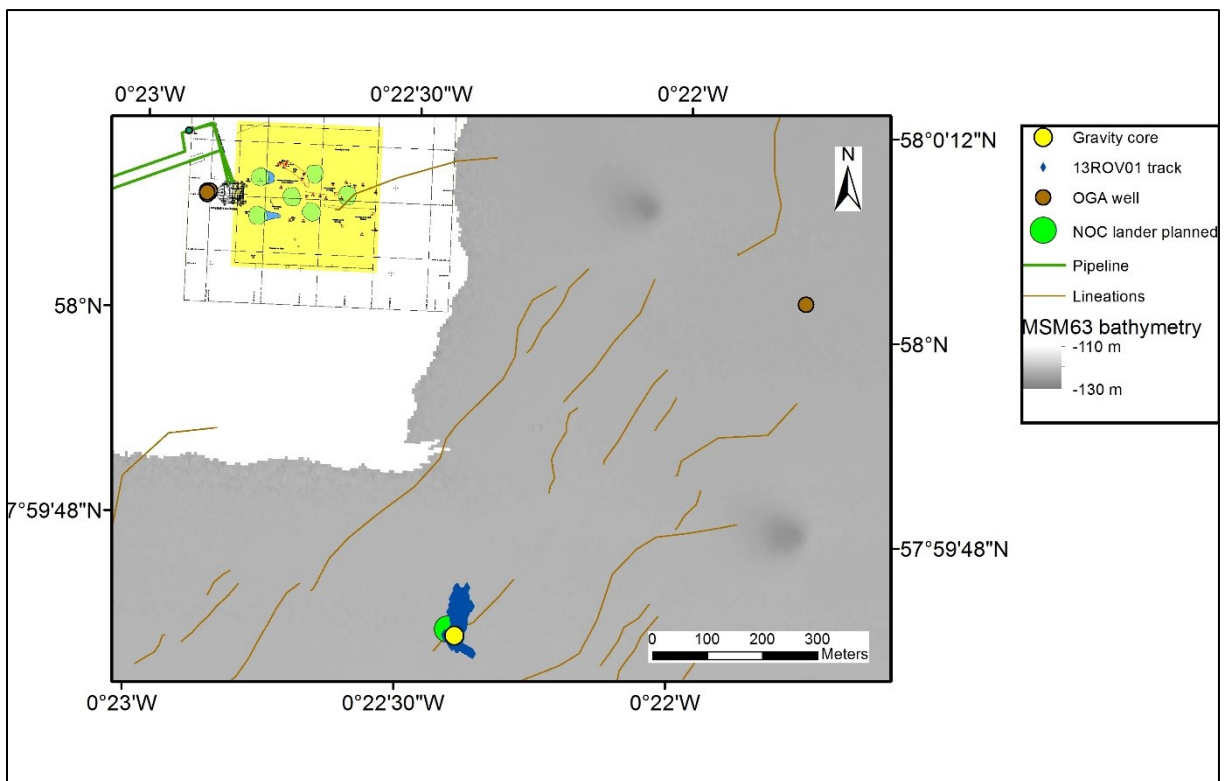 0°23'W 0°22'30"W 0°22'W
58°0'12"N
58°N
58°N
57°59'48"N
57°59'48"N
0°23'W 0°22'30"W 0°22'W
N
0 100 200 300
Meters
Gravity core
13ROV01 track
OGA well
NOC lander planned
Pipeline
Lineations
MSM63 bathymetry
-110 m
-130 m